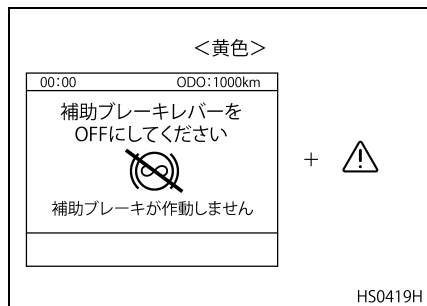 ＜黄色＞
00:00 ODO:1000km
補助ブレーキレバーを
OFFにしてください
補助ブレーキが作動しません
+
HS0419H